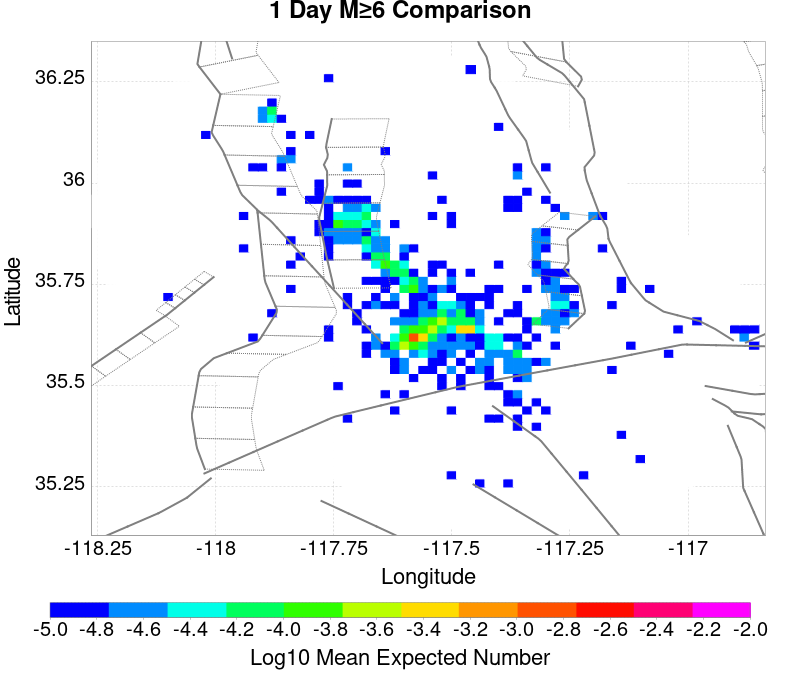 1 Day M≥6 Comparison
36.25
36
35.75
35.5
35.25
Latitude
-118.25 -118 -117.75 -117.5 -117.25 -117
Longitude
-5.0 -4.8 -4.6 -4.4 -4.2 -4.0 -3.8 -3.6 -3.4 -3.2 -3.0 -2.8 -2.6 -2.4 -2.2 -2.0
Log10 Mean Expected Number